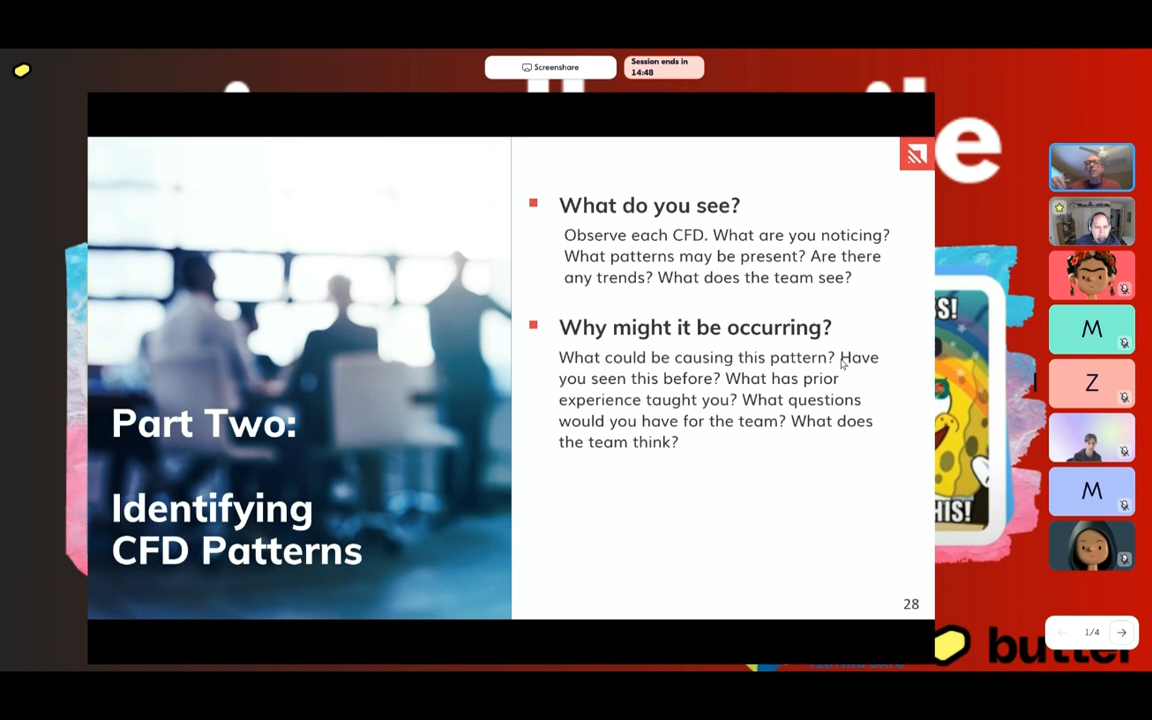 Screenshare
Session ends in
14:48
e
What do you see?
Observe each CFD. What are you noticing?
What patterns may be present? Are there
any trends? What does the team see?
Why might it be occurring?
What could be causing this pattern? Have
you seen this before? What has prior
experience taught you? What questions
would you have for the team? What does
the team think?
Part Two:
Identifying
CFD Patterns
28
S!
HIS!
M
Z
M
1/4
butter